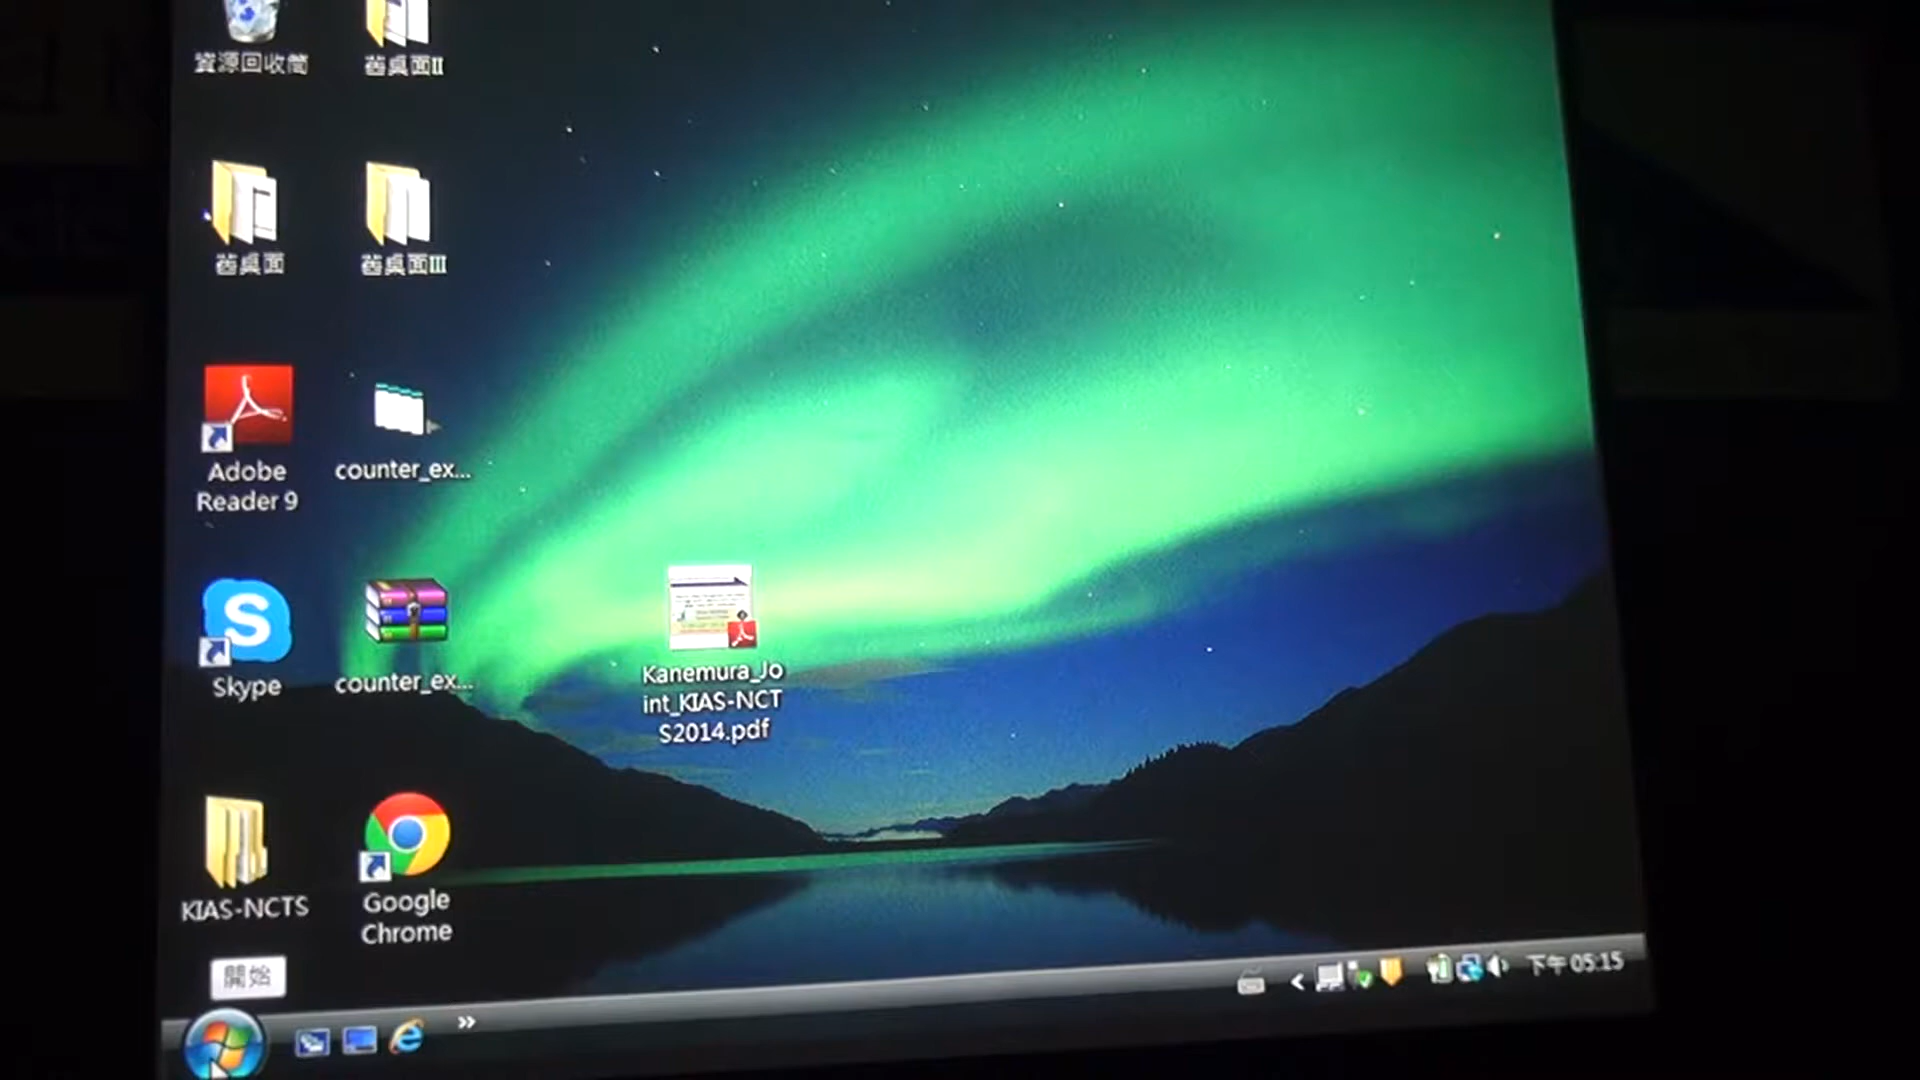 資源回收筒
舊桌面II
舊桌面
舊桌面III
Adobe
Reader 9
counter_ex...
Skype
counter_ex...
Kanemura_Jo
int_KIAS-NCT
S2014.pdf
KIAS-NCTS
Google
Chrome
開始
下午 05:15